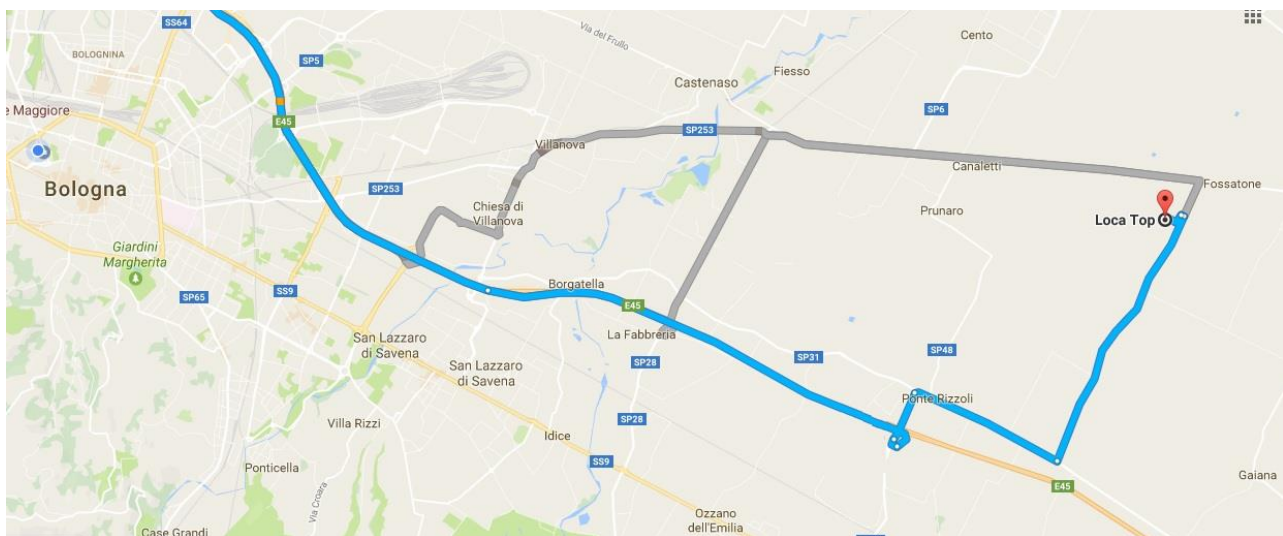 SS64
BOLOGNINA
SP5
Via del Frullo
Cento
Fiesso
Castenaso
SP6
e Maggiore
E45
SP253
Villanova
Canaletti
Fossatone
Bologna
SP253
Chiesa di
Villanova
Prunaro
Loca Top
Giardini
Margherita
SP65
SS9
Borgatella
E45
La Fabbreria
San Lazzaro
di Savena
San Lazzaro
di Savena
SP28
SP31
SP48
Ponte Rizzoli
Villa Rizzi
SP28
Idice
SS9
Ponticella
Via Croara
E45
Gaiana
Ozzano
dell'Emilia
Case Grandi